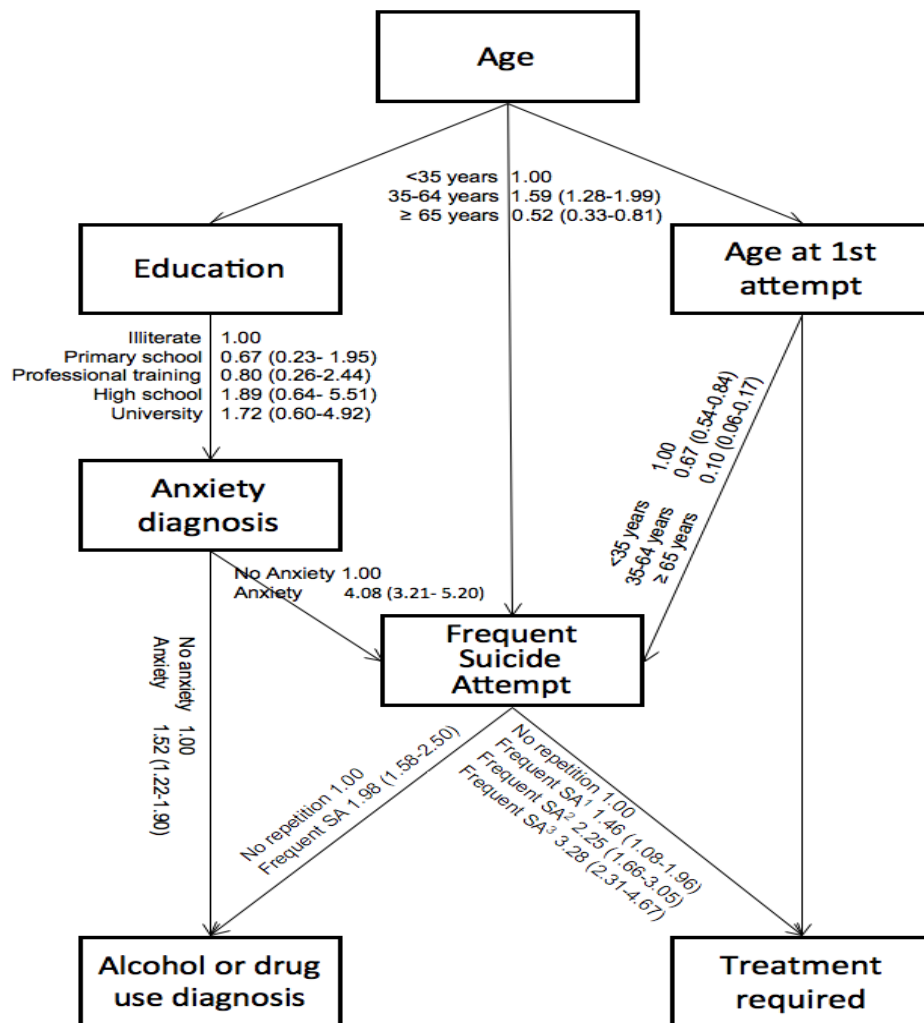 Age
<35 years 1.00
35-64 years 1.59 (1.28-1.99)
≥ 65 years 0.52 (0.33-0.81)
Education
Age at 1st
attempt
Illiterate 1.00
Primary school 0.67 (0.23- 1.95)
Professional training 0.80 (0.26-2.44)
High school 1.89 (0.64- 5.51)
University 1.72 (0.60-4.92)
<35 years 1.00
35-64 years 0.67 (0.54-0.84)
≥ 65 years 0.10 (0.06-0.17)
Anxiety
diagnosis
No Anxiety 1.00
Anxiety 4.08 (3.21- 5.20)
Frequent
Suicide
Attempt
No anxiety 1.00
Anxiety 1.52 (1.22-1.90)
No repetition 1.00
Frequent SA 1.98 (1.58-2.50)
No repetition 1.00
Frequent SA¹ 1.46 (1.08-1.96)
Frequent SA² 2.25 (1.66-3.05)
Frequent SA³ 3.28 (2.31-4.67)
Alcohol or drug
use diagnosis
Treatment
required